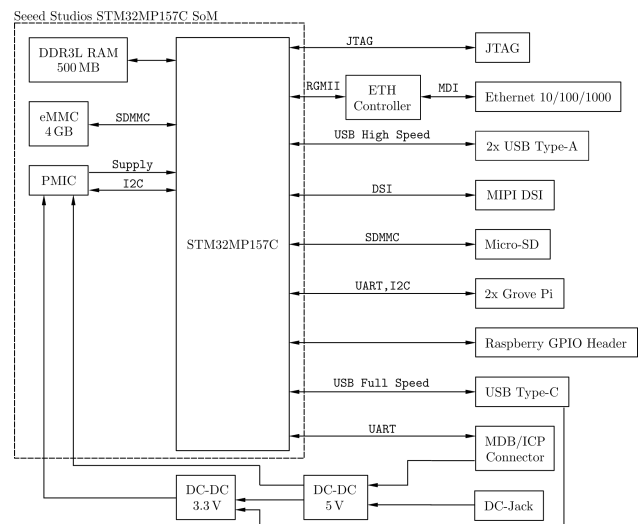 Seeed Studios STM32MP157C SoM
DDR3L RAM
500 MB
eMMC
4 GB
SDMMC
PMIC
Supply
I2C
STM32MP157C
JTAG
JTAG
RGMII
ETH
Controller
MDI
Ethernet 10/100/1000
USB High Speed
2x USB Type-A
DSI
MIPI DSI
SDMMC
Micro-SD
UART,I2C
2x Grove Pi
Raspberry GPIO Header
USB Full Speed
USB Type-C
UART
MDB/ICP
Connector
DC-DC
3.3 V
DC-DC
5 V
DC-Jack